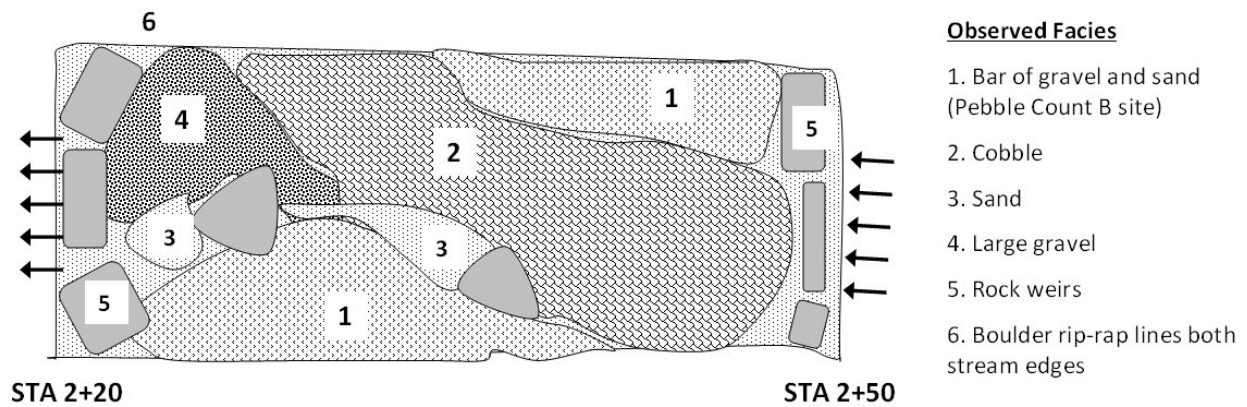 6
4
2
1
5
3
3
5
1
STA 2+20
STA 2+50
Observed Facies
1. Bar of gravel and sand
(Pebble Count B site)
2. Cobble
3. Sand
4. Large gravel
5. Rock weirs
6. Boulder rip-rap lines both
stream edges